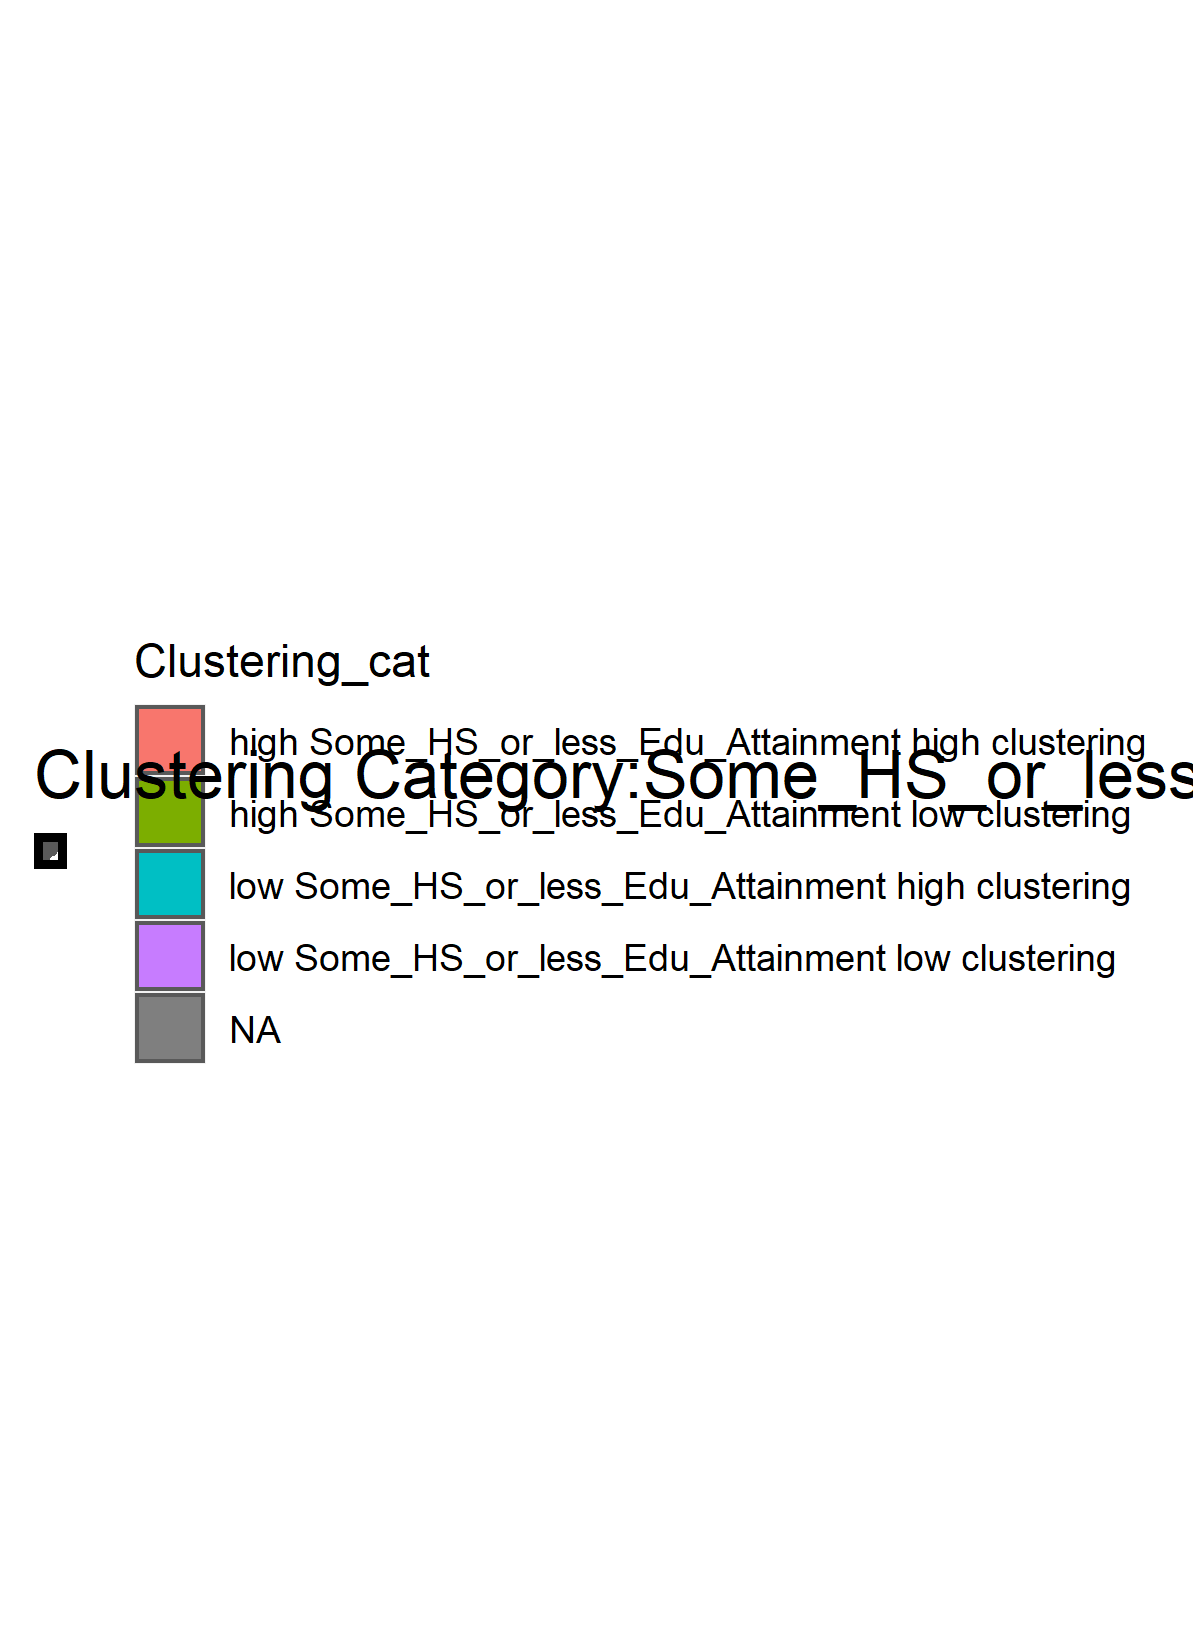 Clustering_cat
high Some_HS_or_less_Edu_Attainment high clustering
Clustering Category:Some_HS_or_less
high Some_HS_or_less_Edu_Attainment low clustering
low Some_HS_or_less_Edu_Attainment high clustering
low Some_HS_or_less_Edu_Attainment low clustering
NA